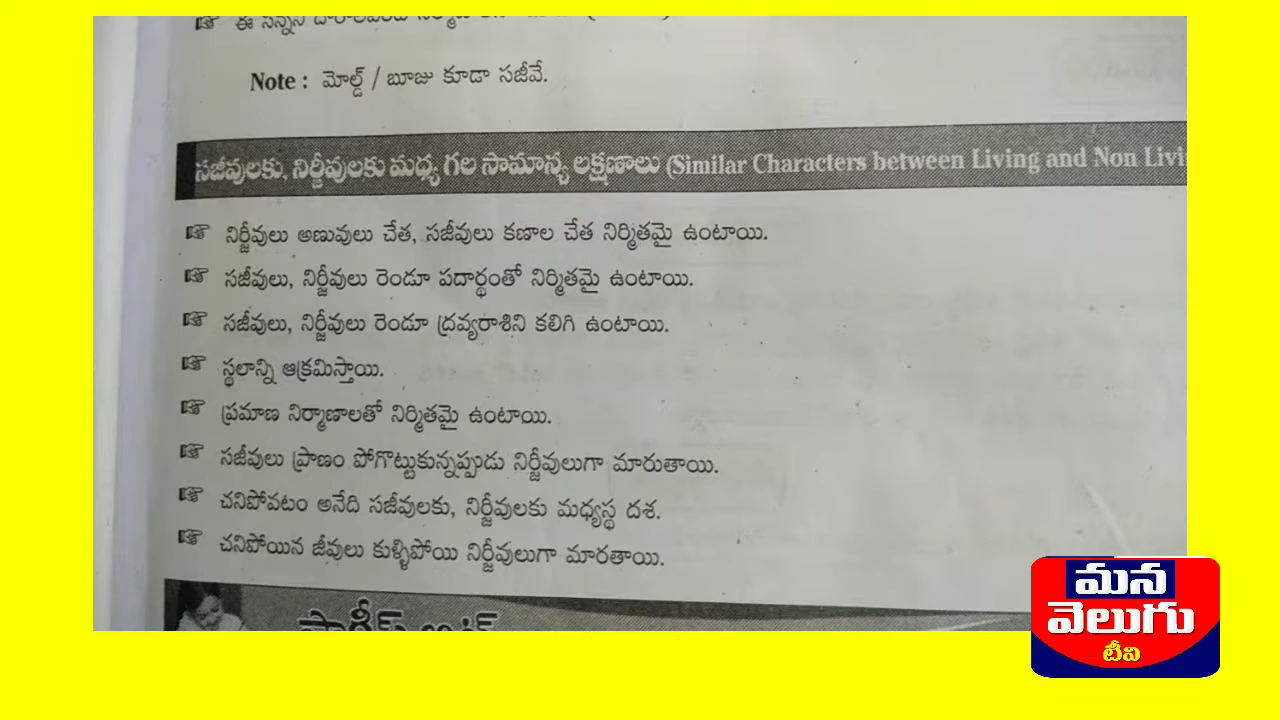 ☞ ఈ సన్నని
Note : మోల్డ్ / బూజు కూడా సజీవే.
సజీవులకు, నిర్జీవులకు మధ్య గల సామాన్య లక్షణాలు (Similar Characters between Living and Non Livi
☞ నిర్జీవులు అణువులు చేత, సజీవులు కణాల చేత నిర్మితమై ఉంటాయి.
☞ సజీవులు, నిర్జీవులు రెండూ పదార్థంతో నిర్మితమై ఉంటాయి.
☞ సజీవులు, నిర్జీవులు రెండూ ద్రవ్యరాశిని కలిగి ఉంటాయి.
☞ స్థలాన్ని ఆక్రమిస్తాయి.
☞ ప్రమాణ నిర్మాణాలతో నిర్మితమై ఉంటాయి.
☞ సజీవులు ప్రాణం పోగొట్టుకున్నప్పుడు నిర్జీవులుగా మారుతాయి.
☞ చనిపోవటం అనేది సజీవులకు, నిర్జీవులకు మధ్యస్థ దశ.
☞ చనిపోయిన జీవులు కుళ్ళిపోయి నిర్జీవులుగా మారతాయి.
మన
వెలుగు
టీవి